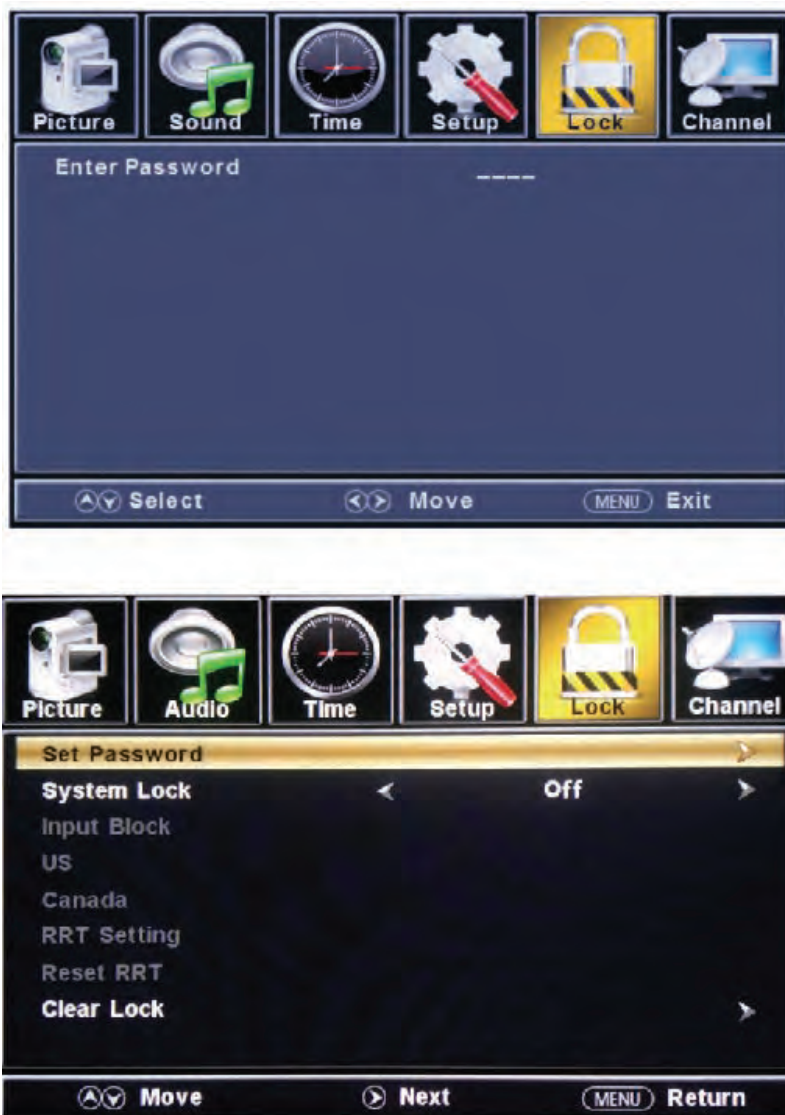 Picture Sound Time Setup Lock Channel
Enter Password ____
Select Move MENU Exit
Picture Audio Time Setup Lock Channel
Set Password
System Lock Off
Input Block
US
Canada
RRT Setting
Reset RRT
Clear Lock
Move Next MENU Return